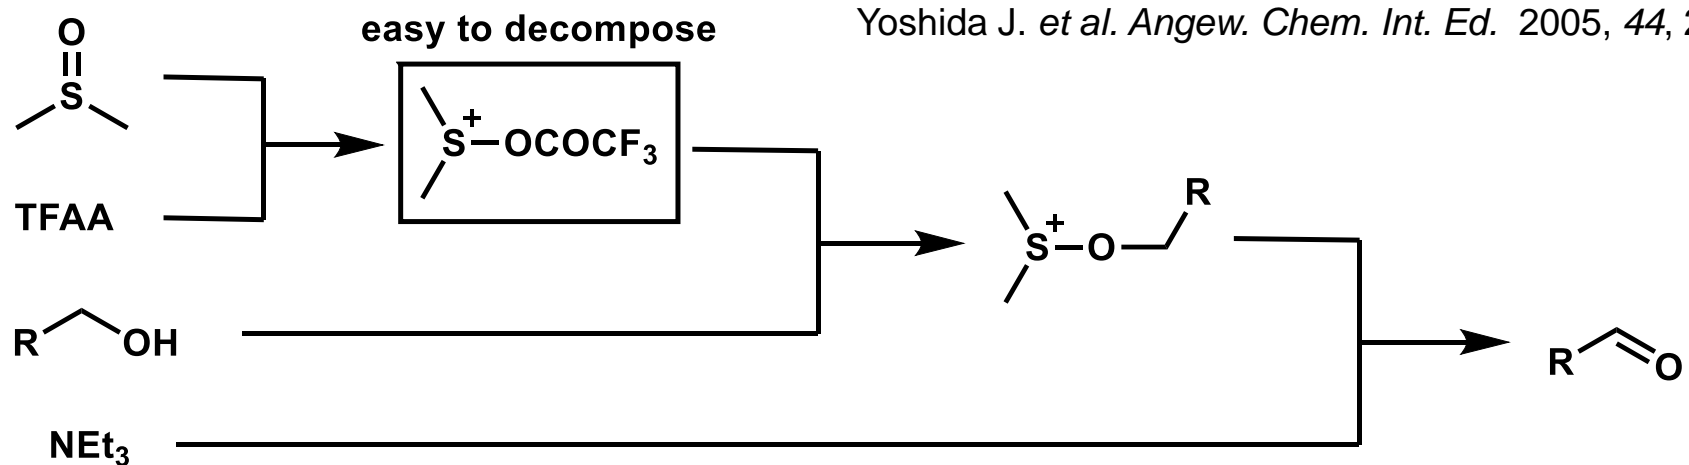 Yoshida J. et al. Angew. Chem. Int. Ed. 2005, 44,
easy to decompose
O
S
S+–OCOCF3
TFAA
R
S+–O
R OH
R O
NEt3